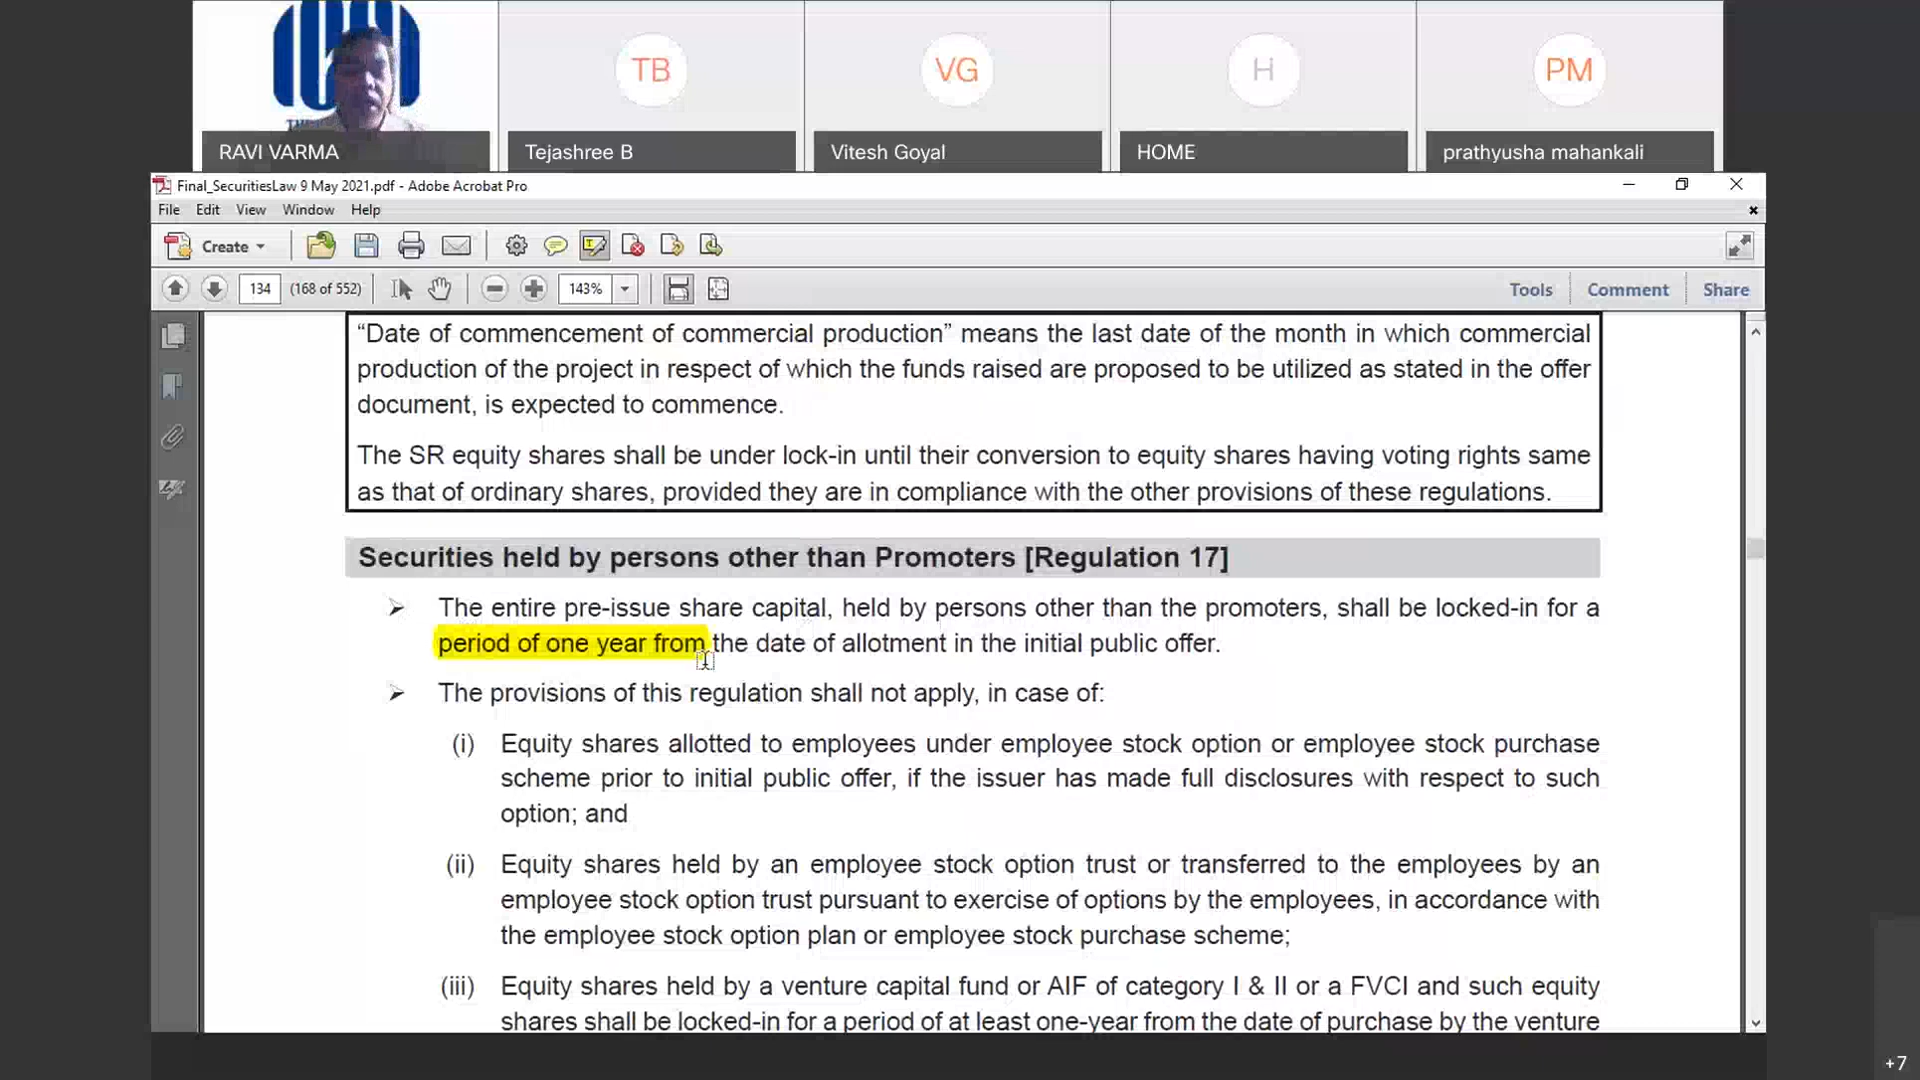 TB
VG
H
PM
RAVI VARMA
Tejashree B
Vitesh Goyal
HOME
prathyusha mahankali
Final_SecuritiesLaw 9 May 2021.pdf - Adobe Acrobat Pro
File Edit View Window Help
Create
134 (168 of 552) 143% Tools Comment Share
“Date of commencement of commercial production” means the last date of the month in which commercial
production of the project in respect of which the funds raised are proposed to be utilized as stated in the offer
document, is expected to commence.
The SR equity shares shall be under lock-in until their conversion to equity shares having voting rights same
as that of ordinary shares, provided they are in compliance with the other provisions of these regulations.
Securities held by persons other than Promoters [Regulation 17]
➢ The entire pre-issue share capital, held by persons other than the promoters, shall be locked-in for a
period of one year from the date of allotment in the initial public offer.
➢ The provisions of this regulation shall not apply, in case of:
(i) Equity shares allotted to employees under employee stock option or employee stock purchase
scheme prior to initial public offer, if the issuer has made full disclosures with respect to such
option; and
(ii) Equity shares held by an employee stock option trust or transferred to the employees by an
employee stock option trust pursuant to exercise of options by the employees, in accordance with
the employee stock option plan or employee stock purchase scheme;
(iii) Equity shares held by a venture capital fund or AIF of category I & II or a FVCI and such equity
shares shall be locked-in for a period of at least one-year from the date of purchase by the venture
+7